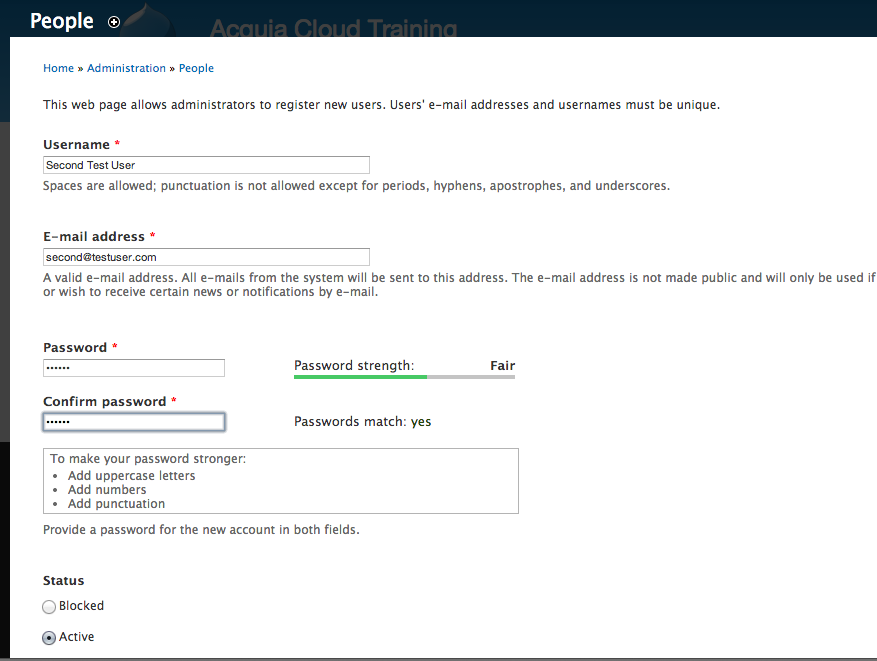 People
Acquia Cloud Training
Home » Administration » People
This web page allows administrators to register new users. Users' e-mail addresses and usernames must be unique.
Username *
Second Test User
Spaces are allowed; punctuation is not allowed except for periods, hyphens, apostrophes, and underscores.
E-mail address *
second@testuser.com
A valid e-mail address. All e-mails from the system will be sent to this address. The e-mail address is not made public and will only be used if
or wish to receive certain news or notifications by e-mail.
Password *
••••••
Password strength: Fair
Confirm password *
••••••
Passwords match: yes
To make your password stronger:
• Add uppercase letters
• Add numbers
• Add punctuation
Provide a password for the new account in both fields.
Status
Blocked
Active